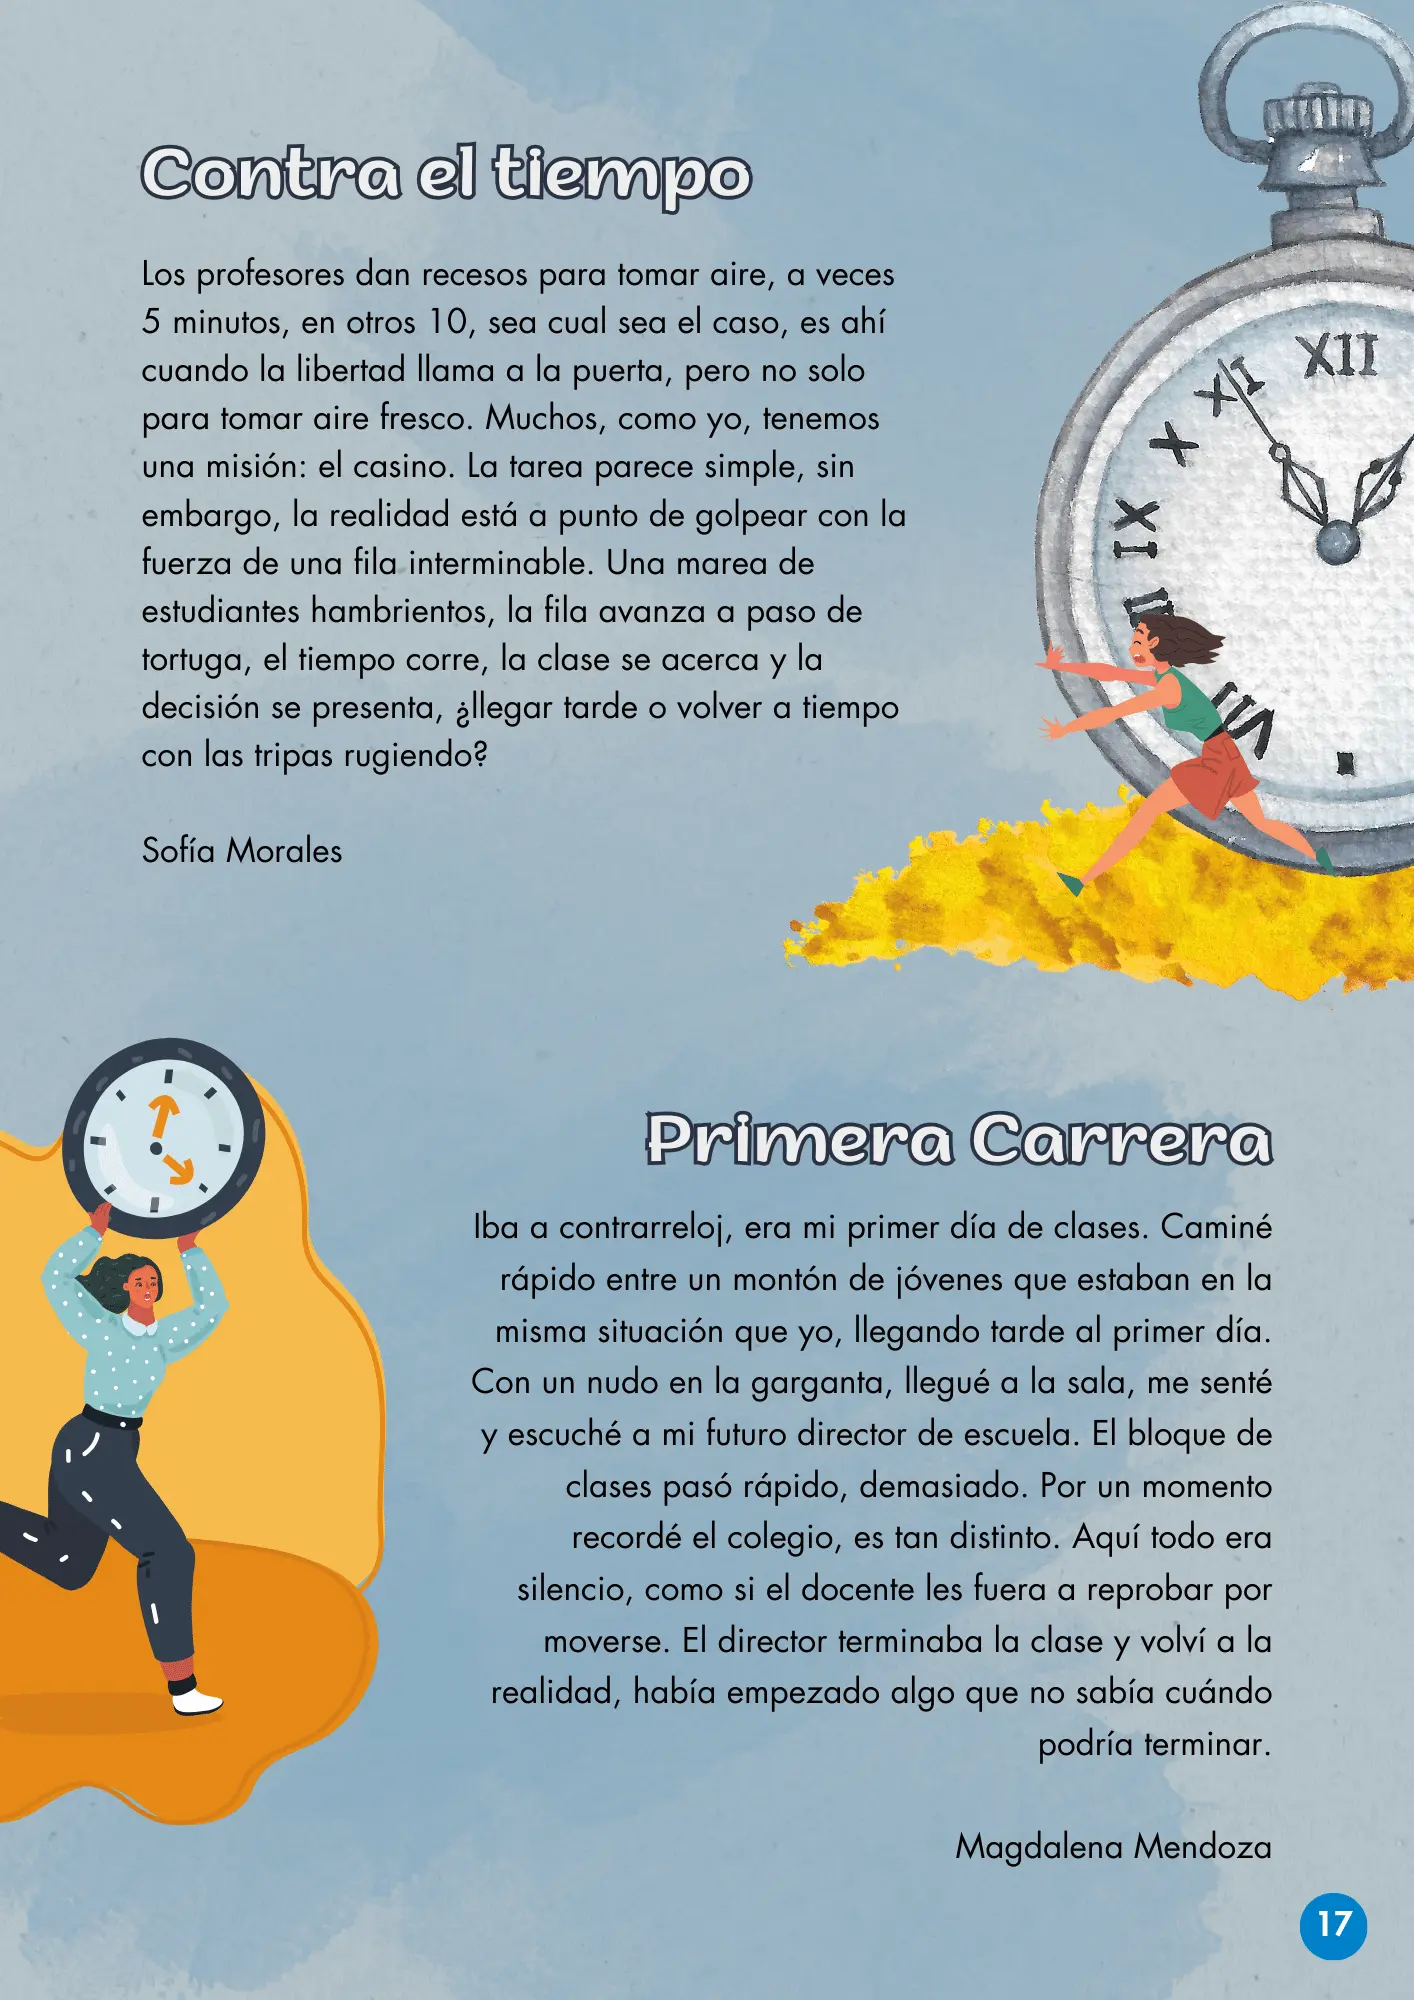 Contra el tiempo
Los profesores dan recesos para tomar aire, a veces
5 minutos, en otros 10, sea cual sea el caso, es ahí
cuando la libertad llama a la puerta, pero no solo
para tomar aire fresco. Muchos, como yo, tenemos
una misión: el casino. La tarea parece simple, sin
embargo, la realidad está a punto de golpear con la
fuerza de una fila interminable. Una marea de
estudiantes hambrientos, la fila avanza a paso de
tortuga, el tiempo corre, la clase se acerca y la
decisión se presenta, ¿llegar tarde o volver a tiempo
con las tripas rugiendo?
Sofía Morales
XII
XI
X
IX
VII
Primera Carrera
Iba a contrarreloj, era mi primer día de clases. Caminé
rápido entre un montón de jóvenes que estaban en la
misma situación que yo, llegando tarde al primer día.
Con un nudo en la garganta, llegué a la sala, me senté
y escuché a mi futuro director de escuela. El bloque de
clases pasó rápido, demasiado. Por un momento
recordé el colegio, es tan distinto. Aquí todo era
silencio, como si el docente les fuera a reprobar por
moverse. El director terminaba la clase y volví a la
realidad, había empezado algo que no sabía cuándo
podría terminar.
Magdalena Mendoza
17